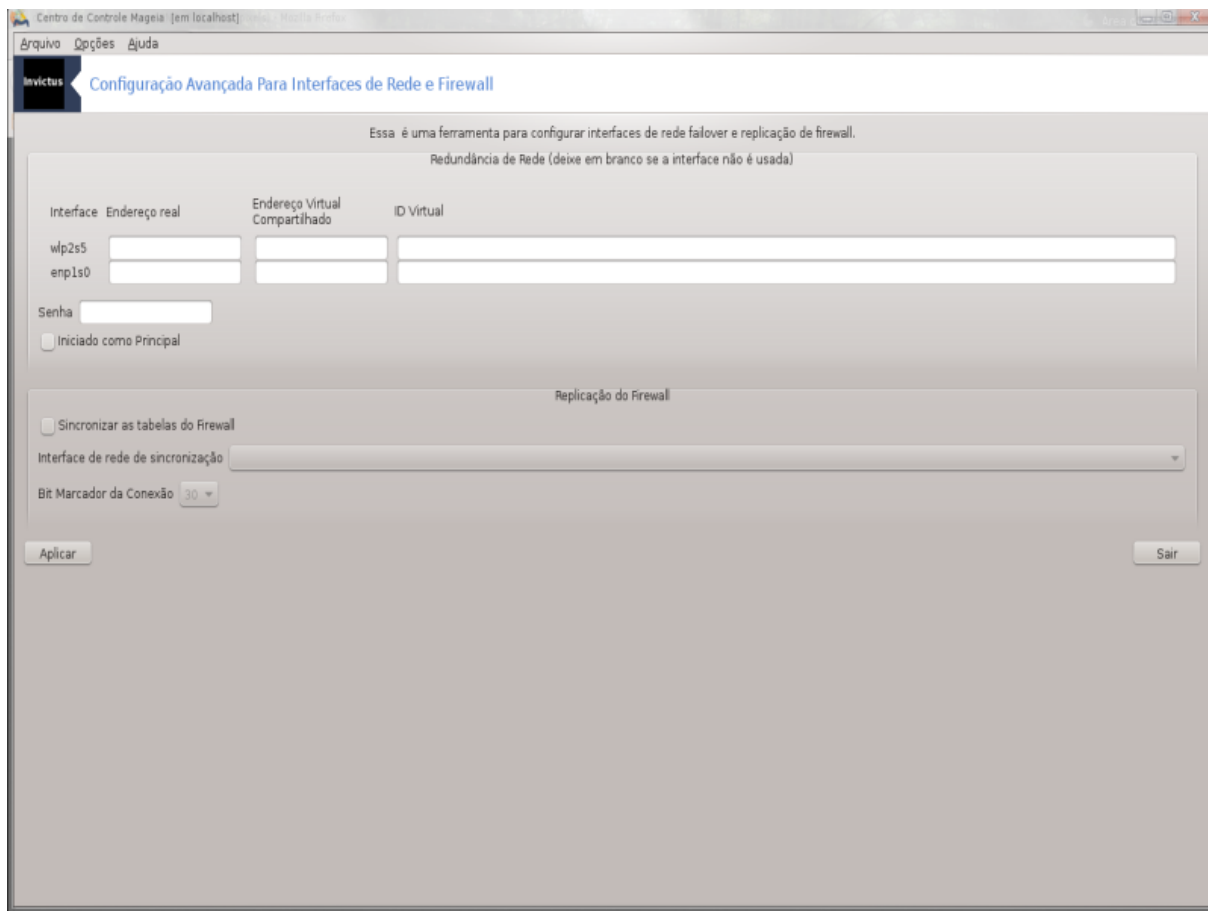 Centro de Controle Mageia [em localhost]
Arquivo Opções Ajuda
Invictus
Configuração Avançada Para Interfaces de Rede e Firewall
Essa é uma ferramenta para configurar interfaces de rede failover e replicação de firewall.
Redundância de Rede (deixe em branco se a interface não é usada)
Interface Endereço real Endereço Virtual Compartilhado ID Virtual
wlp2s5
enp1s0
Senha
Iniciado como Principal
Replicação do Firewall
Sincronizar as tabelas do Firewall
Interface de rede de sincronização
Bit Marcador da Conexão 30
Aplicar Sair